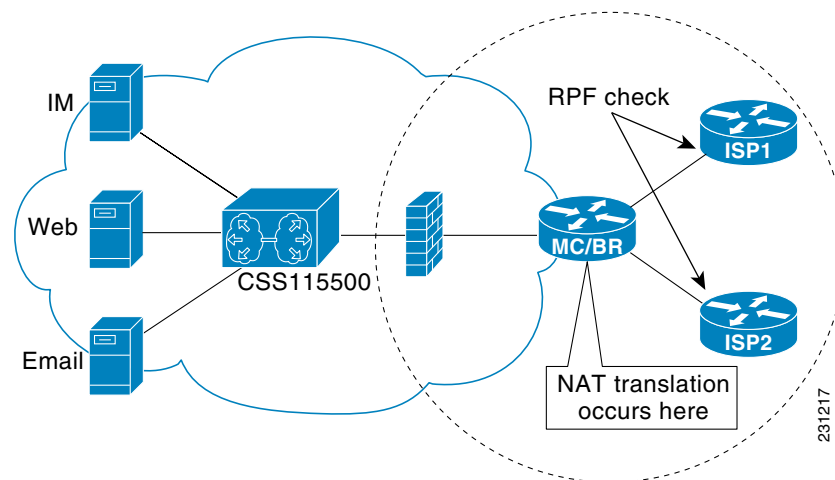 IM
RPF check
ISP1
Web
MC/BR
CSS115500
ISP2
Email
NAT translation
occurs here
231217